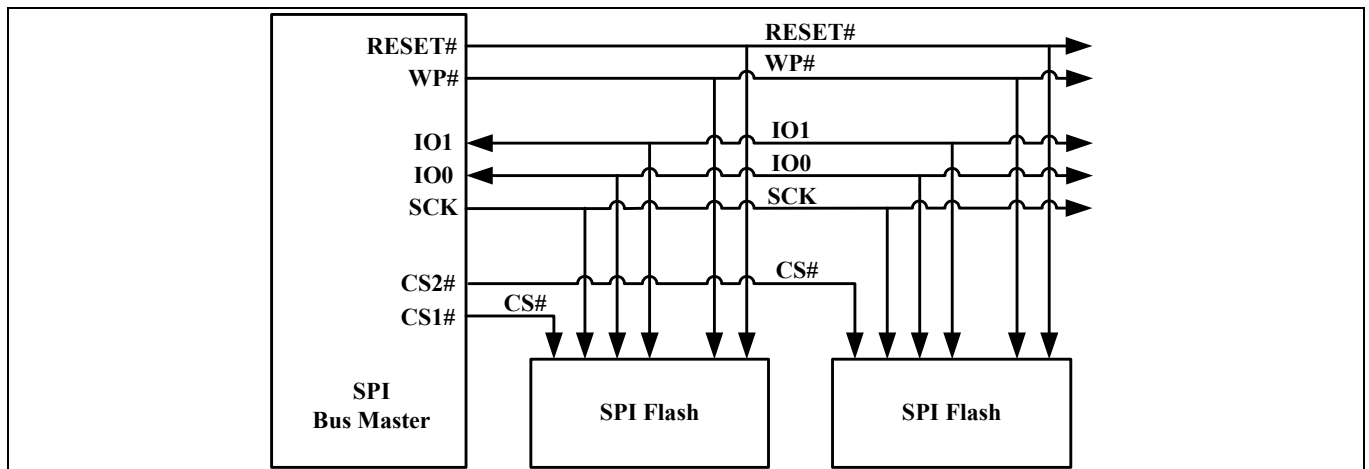 RESET#
RESET#
WP#
WP#
IO1
IO1
IO0
IO0
SCK
SCK
CS2#
CS#
CS1#
CS#
SPI
Bus Master
SPI Flash
SPI Flash